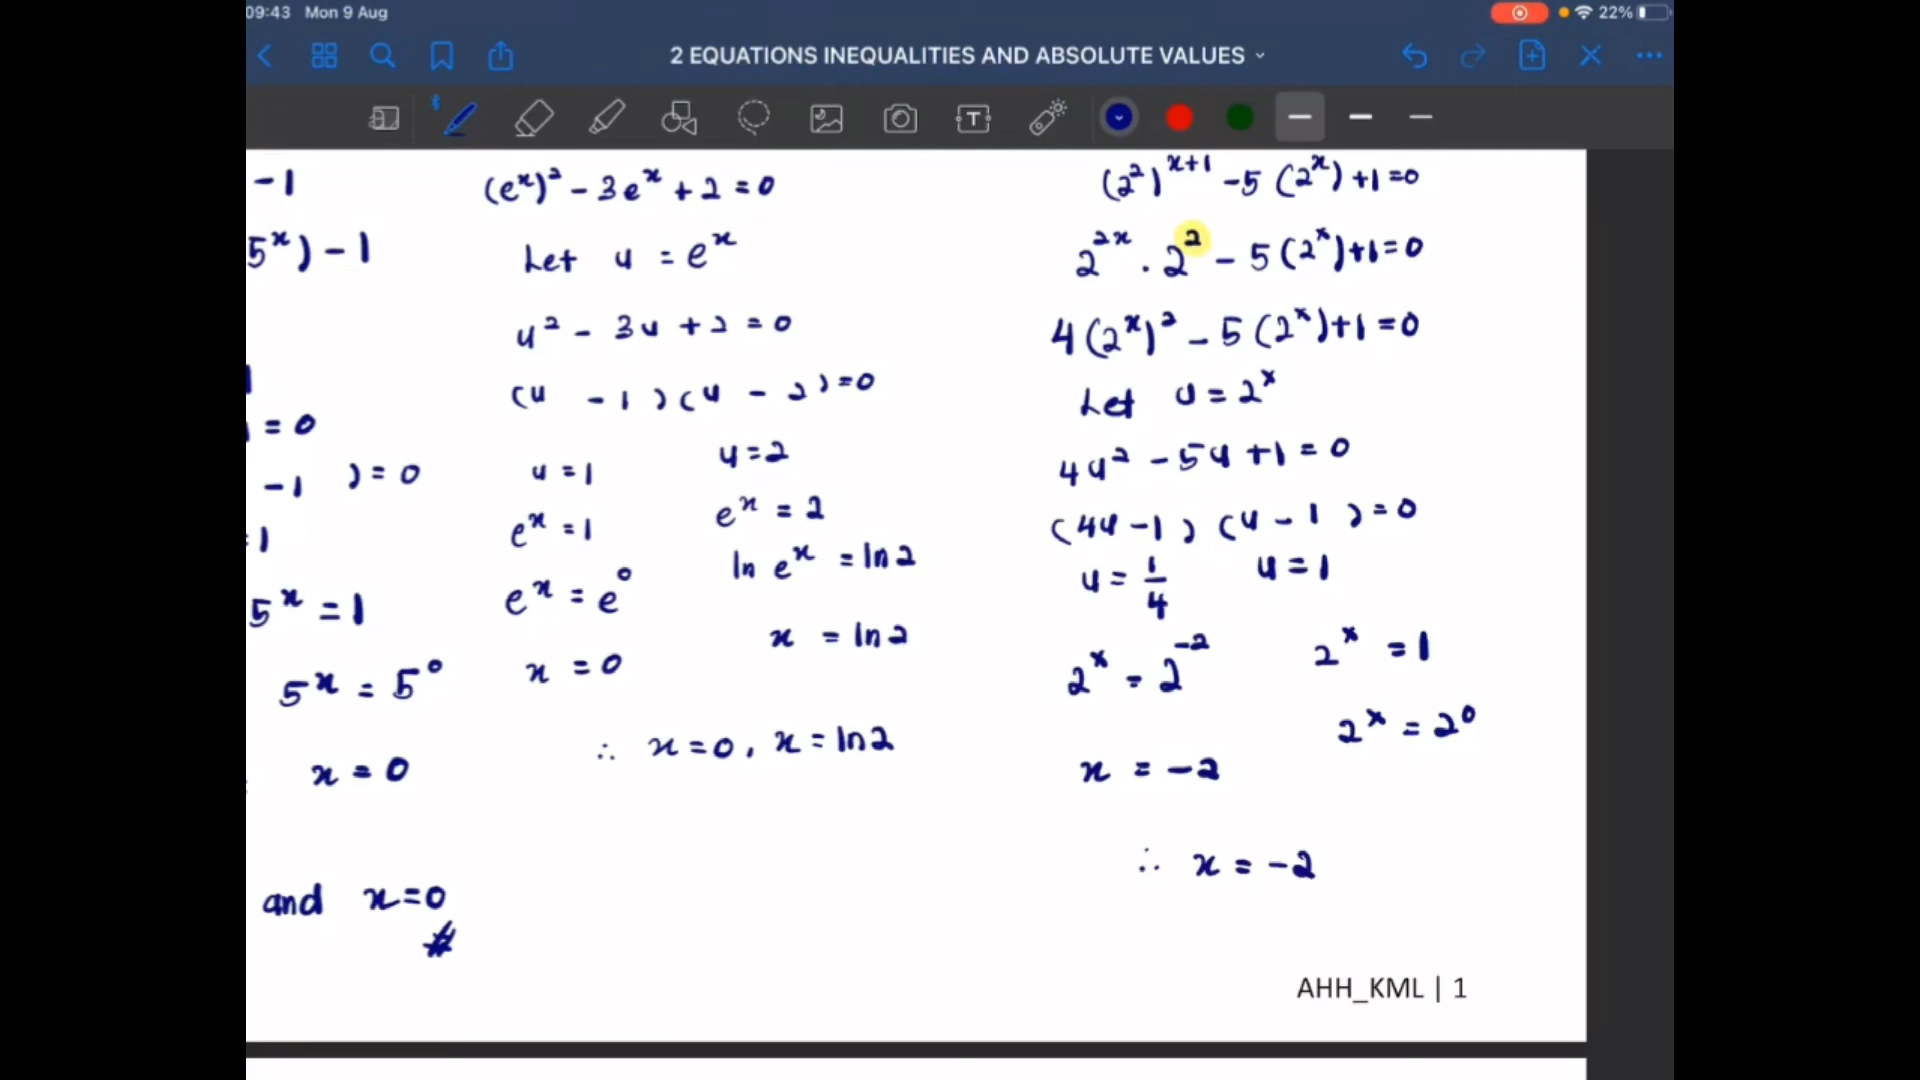 09:43 Mon 9 Aug
22%
2 EQUATIONS INEQUALITIES AND ABSOLUTE VALUES
T
-1
5^x) - 1
= 0
-1 ) = 0
1
5^x = 1
5^x = 5^0
x = 0
and x=0
#
(e^x)^2 - 3e^x + 2 = 0
Let u = e^x
u^2 - 3u + 2 = 0
(u - 1)(u - 2) = 0
u = 1 u = 2
e^x = 1 e^x = 2
e^x = e^0 ln e^x = ln 2
x = 0 x = ln 2
∴ x = 0, x = ln 2
(2^2)^x+1 - 5(2^x) + 1 = 0
2^2x . 2^2 - 5(2^x) + 1 = 0
4(2^x)^2 - 5(2^x) + 1 = 0
Let u = 2^x
4u^2 - 5u + 1 = 0
(4u - 1)(u - 1) = 0
u = 1/4 u = 1
2^x = 2^-2 2^x = 1
2^x = 2^0
x = -2
∴ x = -2
AHH_KML | 1